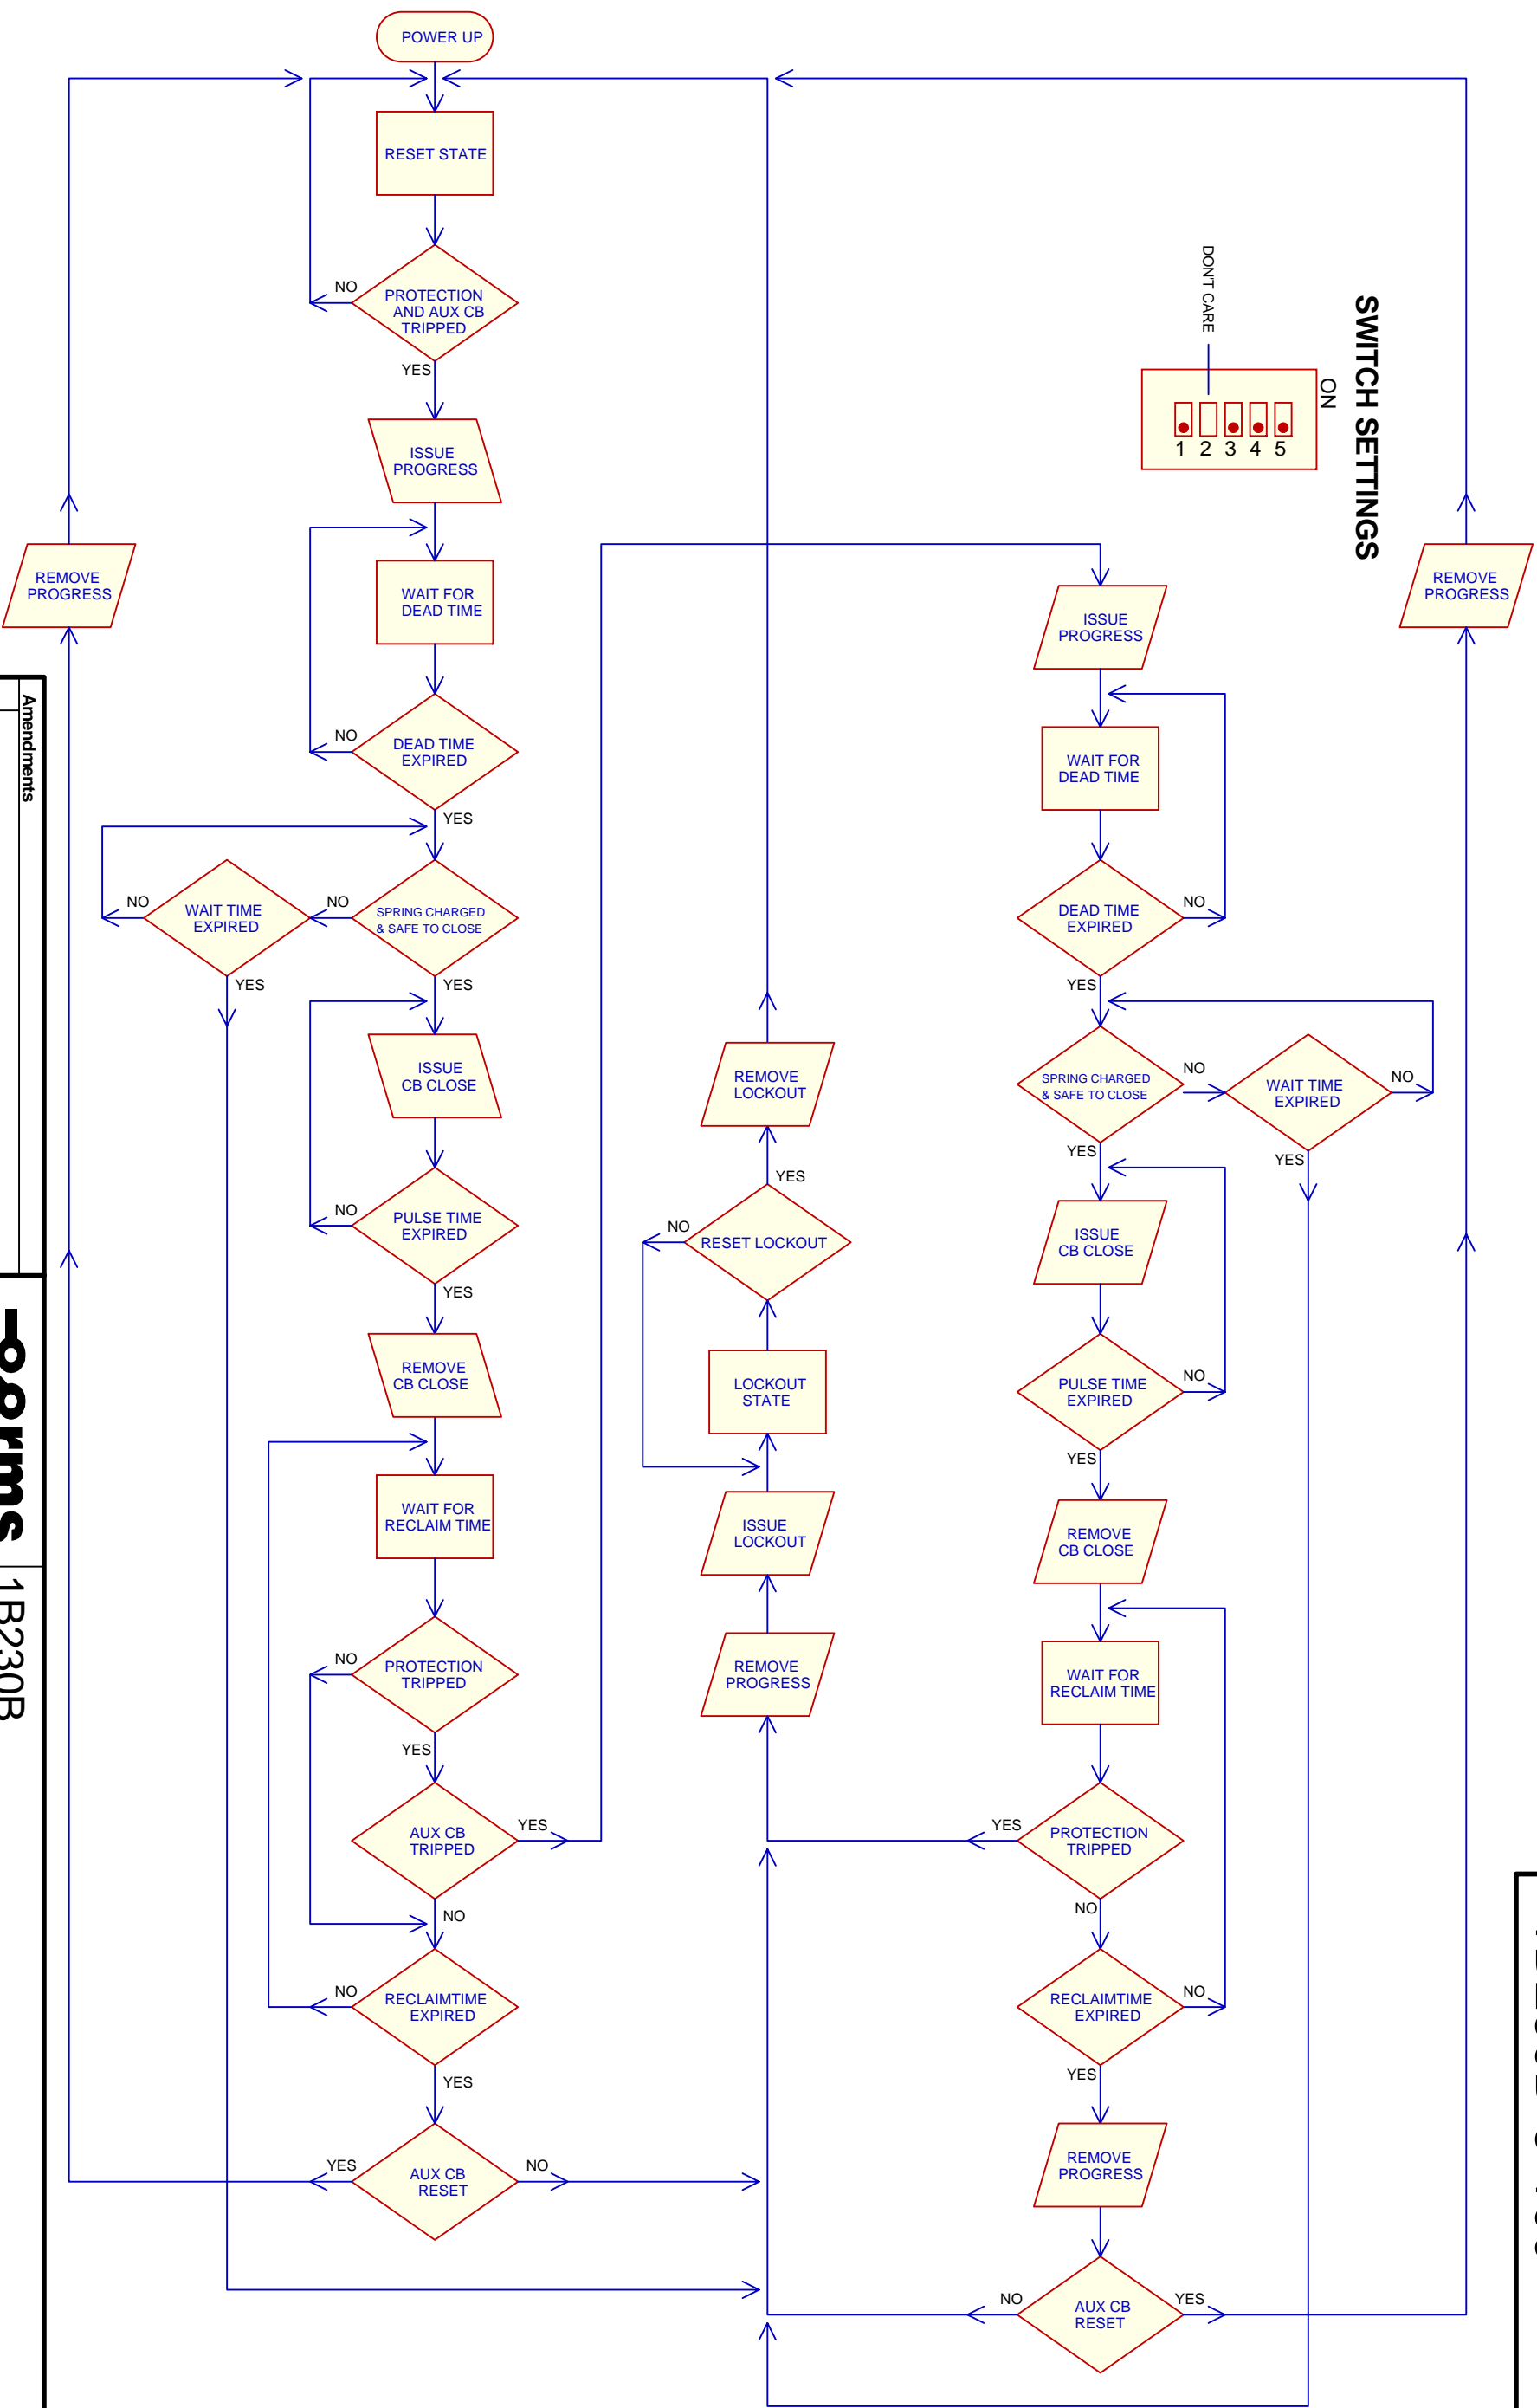 POWER UP
RESET STATE
NO
PROTECTION
AND AUX CB
TRIPPED
YES
ISSUE
PROGRESS
WAIT FOR
DEAD TIME
NO
DEAD TIME
EXPIRED
YES
NO
WAIT TIME
EXPIRED
NO
SPRING CHARGED
& SAFE TO CLOSE
YES
YES
ISSUE
CB CLOSE
NO
PULSE TIME
EXPIRED
YES
REMOVE
CB CLOSE
WAIT FOR
RECLAIM TIME
NO
PROTECTION
TRIPPED
YES
AUX CB
TRIPPED
YES
NO
NO
RECLAIMTIME
EXPIRED
YES
YES
AUX CB
RESET
NO
REMOVE
PROGRESS
REMOVE
LOCKOUT
YES
NO
RESET LOCKOUT
LOCKOUT
STATE
ISSUE
LOCKOUT
REMOVE
PROGRESS
SWITCH SETTINGS
ON
DON'T CARE
1 2 3 4 5
ISSUE
PROGRESS
WAIT FOR
DEAD TIME
DEAD TIME
EXPIRED
NO
YES
SPRING CHARGED
& SAFE TO CLOSE
NO
WAIT TIME
EXPIRED
NO
YES
YES
ISSUE
CB CLOSE
PULSE TIME
EXPIRED
NO
YES
REMOVE
CB CLOSE
WAIT FOR
RECLAIM TIME
YES
PROTECTION
TRIPPED
NO
RECLAIMTIME
EXPIRED
NO
YES
REMOVE
PROGRESS
NO
AUX CB
RESET
YES
REMOVE
PROGRESS
Amendments
rms
1B230B